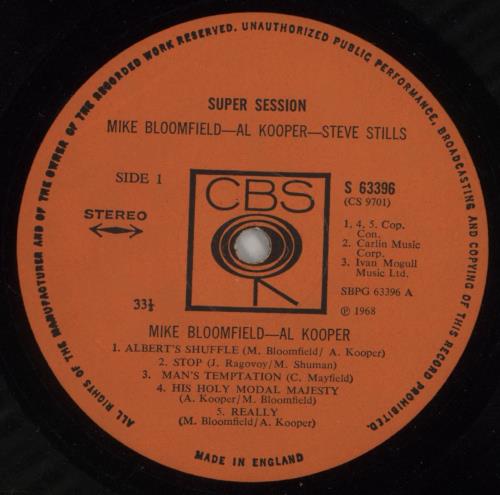 ALL RIGHTS OF THE MANUFACTURER AND OF THE OWNER OF THE RECORDED WORK RESERVED. UNAUTHORIZED PUBLIC PERFORMANCE, BROADCASTING AND COPYING OF THIS RECORD PROHIBITED.
SUPER SESSION
MIKE BLOOMFIELD—AL KOOPER—STEVE STILLS
SIDE 1
STEREO
33⅓
CBS
S 63396
(CS 9701)
1. 4. 5. Cop.
Con.
2. Carlin Music
Corp.
3. Ivan Mogull
Music Ltd.
SBPG 63396 A
℗ 1968
MIKE BLOOMFIELD—AL KOOPER
1. ALBERT'S SHUFFLE (M. Bloomfield/ A. Kooper)
2. STOP (J. Ragovoy/M. Shuman)
3. MAN'S TEMPTATION (C. Mayfield)
4. HIS HOLY MODAL MAJESTY
(A. Kooper/M. Bloomfield)
5. REALLY
(M. Bloomfield/A. Kooper)
MADE IN ENGLAND